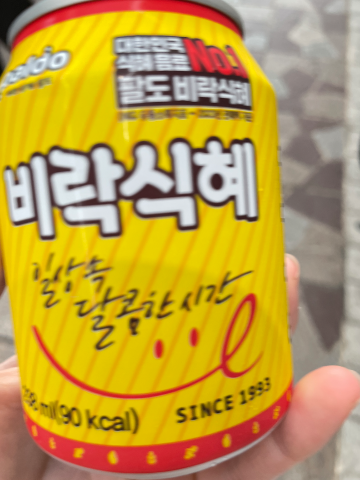 paldo
대한민국
식혜 음료 No.1
팔도 비락식혜
비락식혜
일상 속
달콤한 시간
ml(90 kcal)
SINCE 1993